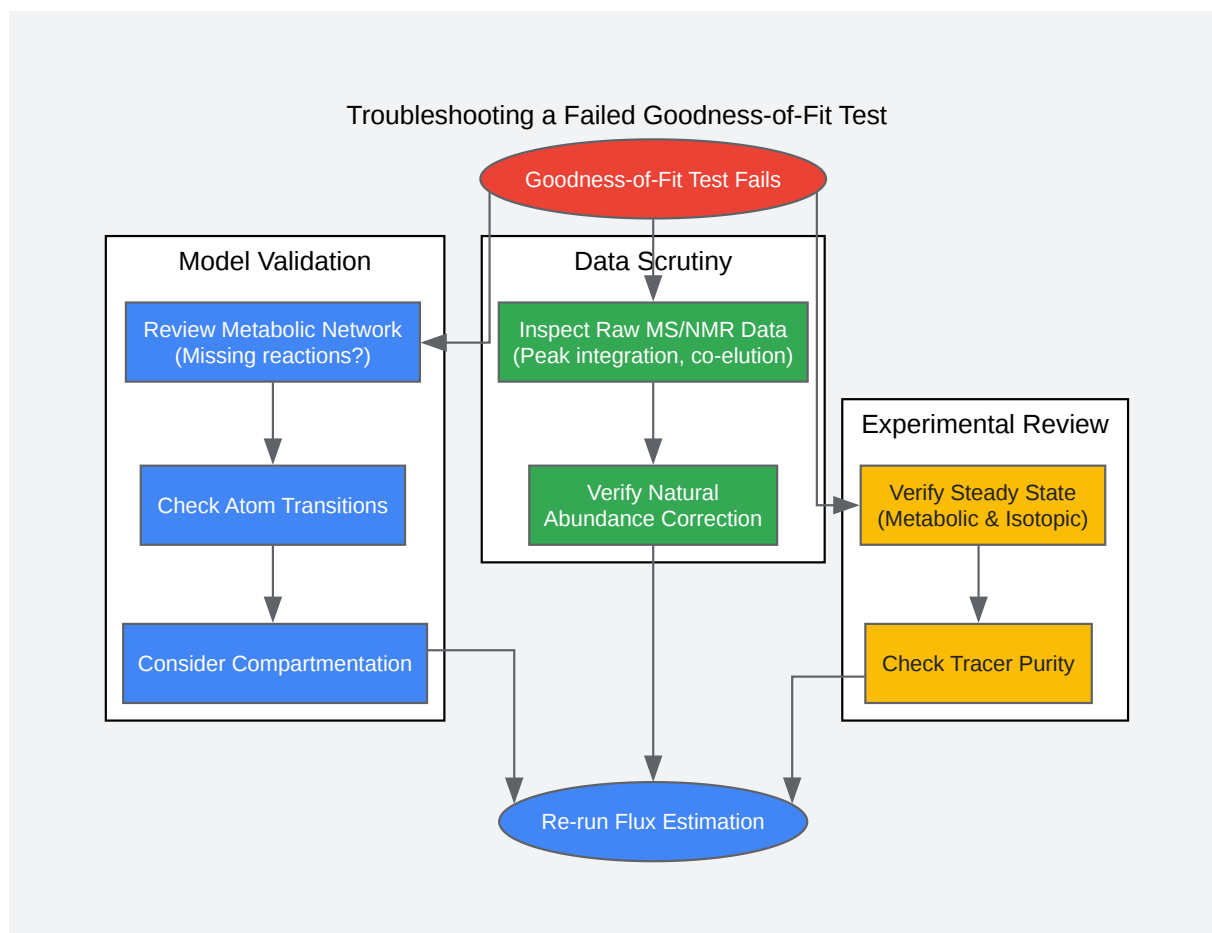 Troubleshooting a Failed Goodness-of-Fit Test
Goodness-of-Fit Test Fails
Model Validation
Review Metabolic Network
(Missing reactions?)
Check Atom Transitions
Consider Compartmentation
Data Scrutiny
Inspect Raw MS/NMR Data
(Peak integration, co-elution)
Verify Natural
Abundance Correction
Experimental Review
Verify Steady State
(Metabolic & Isotopic)
Check Tracer Purity
Re-run Flux Estimation